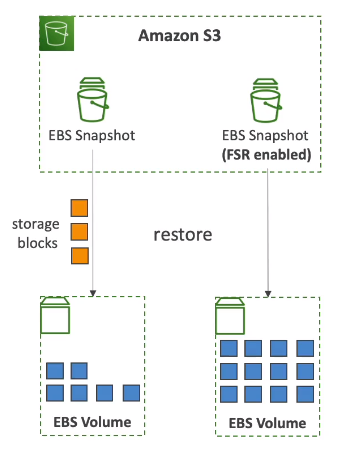 Amazon S3
EBS Snapshot
EBS Snapshot
(FSR enabled)
storage
blocks
restore
EBS Volume
EBS Volume